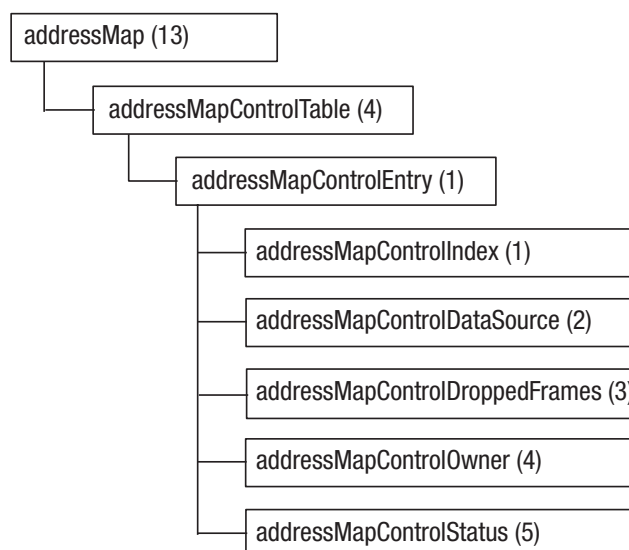 addressMap (13)
addressMapControlTable (4)
addressMapControlEntry (1)
addressMapControlIndex (1)
addressMapControlDataSource (2)
addressMapControlDroppedFrames (3)
addressMapControlOwner (4)
addressMapControlStatus (5)